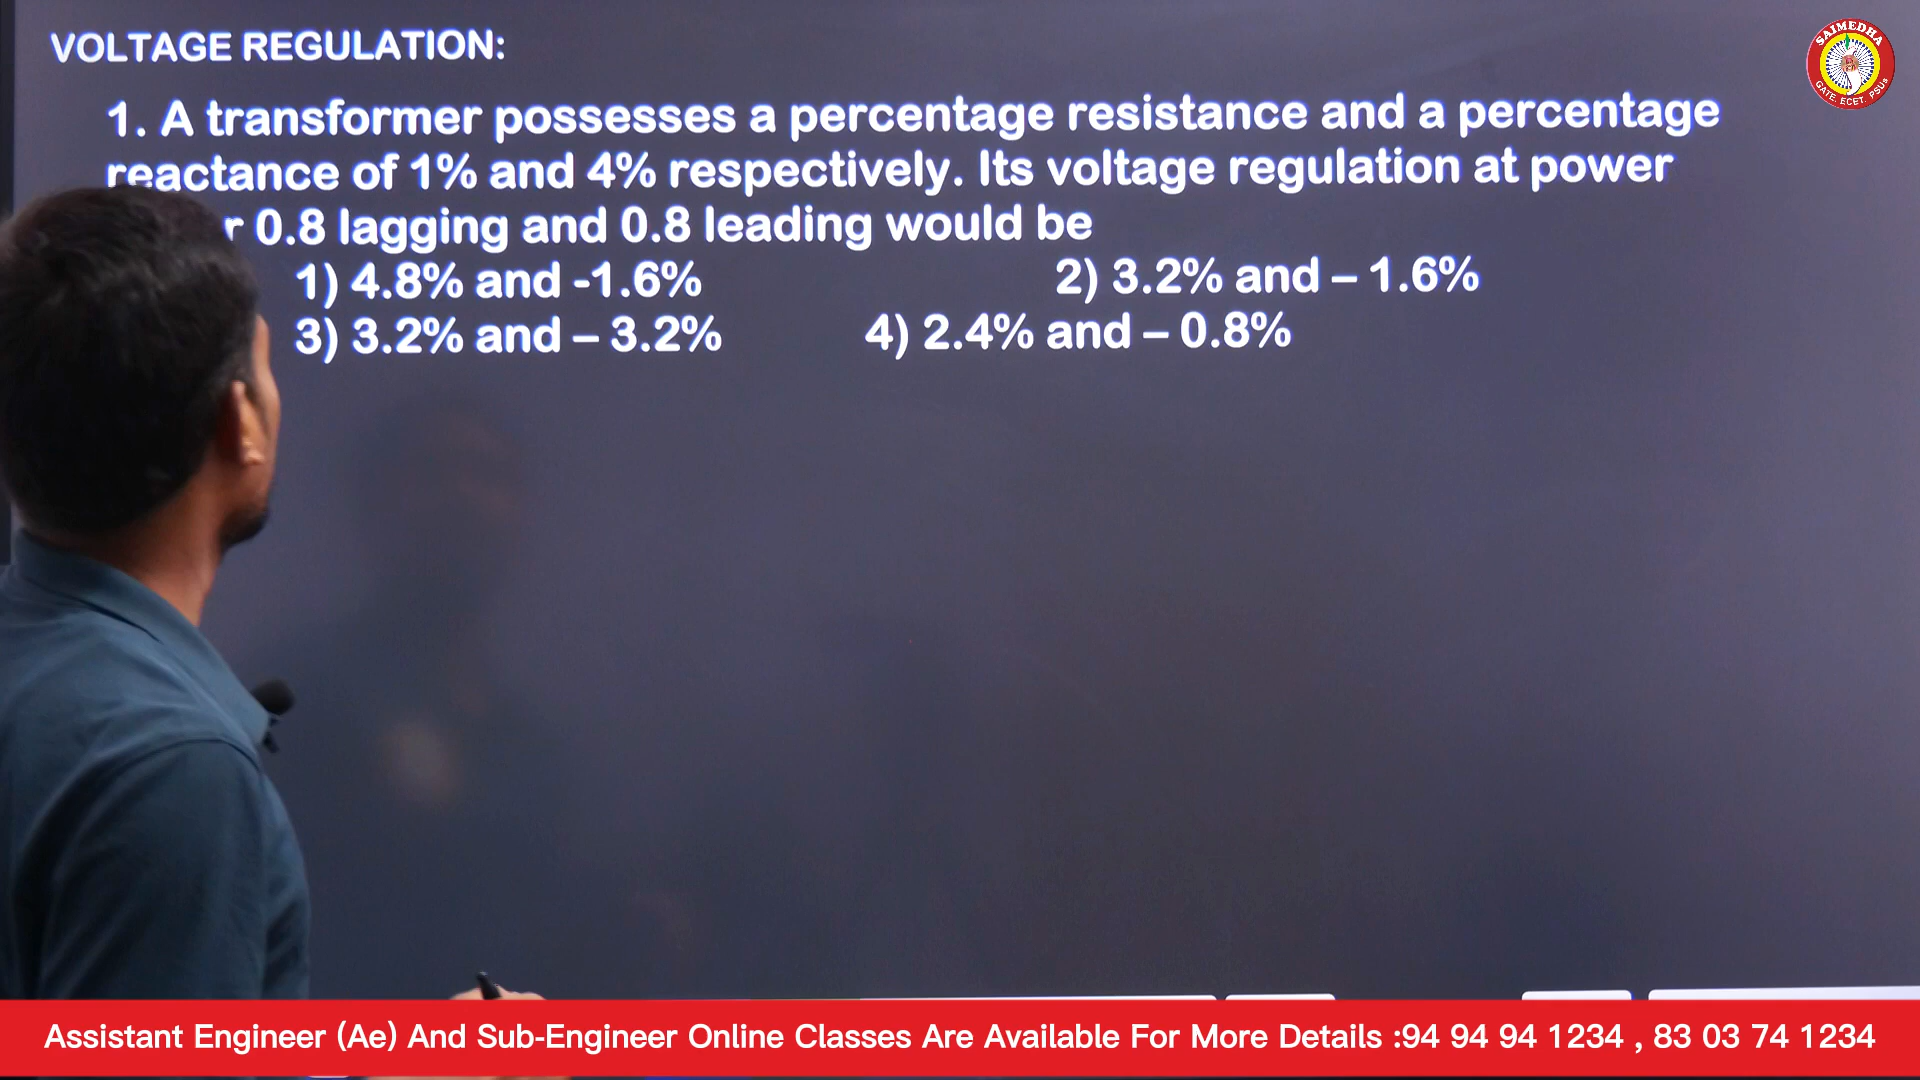 VOLTAGE REGULATION:
SAIMEDHA
GATE, ECET, PSUs
1. A transformer possesses a percentage resistance and a percentage
reactance of 1% and 4% respectively. Its voltage regulation at power
r 0.8 lagging and 0.8 leading would be
1) 4.8% and -1.6% 2) 3.2% and – 1.6%
3) 3.2% and – 3.2% 4) 2.4% and – 0.8%
Assistant Engineer (Ae) And Sub-Engineer Online Classes Are Available For More Details :94 94 94 1234 , 83 03 74 1234